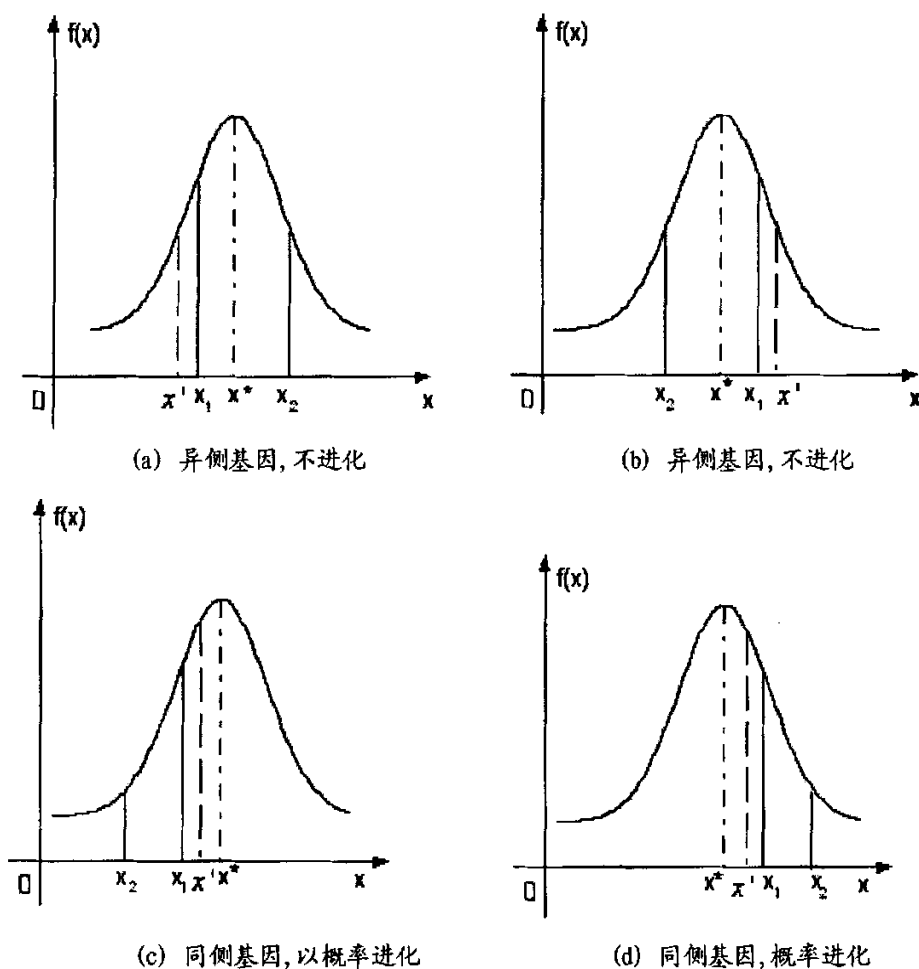 f(x) f(x)
0 x' x₁ x* x₂ x 0 x₂ x* x₁ x' x
(a) 异侧基因,不进化 (b) 异侧基因,不进化
f(x) f(x)
0 x₂ x₁ x' x* x 0 x* x' x₁ x₂ x
(c) 同侧基因,以概率进化 (d) 同侧基因,概率进化